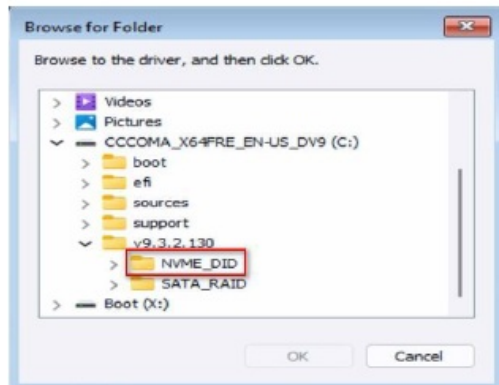 Browse for Folder
Browse to the driver, and then click OK.
Videos
Pictures
CCCOMA_X64FRE_EN-US_DV9 (C:)
boot
efi
sources
support
v9.3.2.130
NVME_DID
SATA_RAID
Boot (X:)
OK Cancel